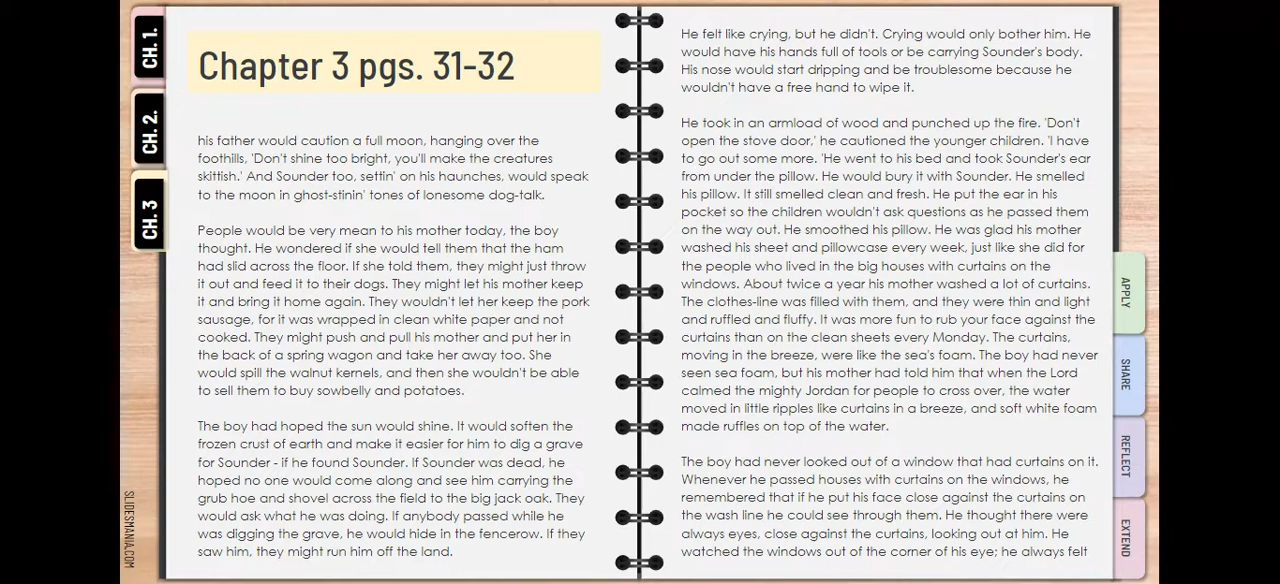 CH. 1.
CH. 2.
CH. 3
Chapter 3 pgs. 31-32
his father would caution a full moon, hanging over the
foothills, 'Don't shine too bright, you'll make the creatures
skittish.' And Sounder too, settin' on his haunches, would speak
to the moon in ghost-stinin' tones of lonesome dog-talk.
People would be very mean to his mother today, the boy
thought. He wondered if she would tell them that the ham
had slid across the floor. If she told them, they might just throw
it out and feed it to their dogs. They might let his mother keep
it and bring it home again. They wouldn't let her keep the pork
sausage, for it was wrapped in clean white paper and not
cooked. They might push and pull his mother and put her in
the back of a spring wagon and take her away too. She
would spill the walnut kernels, and then she wouldn't be able
to sell them to buy sowbelly and potatoes.
The boy had hoped the sun would shine. It would soften the
frozen crust of earth and make it easier for him to dig a grave
for Sounder - if he found Sounder. If Sounder was dead, he
hoped no one would come along and see him carrying the
grub hoe and shovel across the field to the big jack oak. They
would ask what he was doing. If anybody passed while he
was digging the grave, he would hide in the fencerow. If they
saw him, they might run him off the land.
He felt like crying, but he didn't. Crying would only bother him. He
would have his hands full of tools or be carrying Sounder's body.
His nose would start dripping and be troublesome because he
wouldn't have a free hand to wipe it.
He took in an armload of wood and punched up the fire. 'Don't
open the stove door,' he cautioned the younger children. 'I have
to go out some more. 'He went to his bed and took Sounder's ear
from under the pillow. He would bury it with Sounder. He smelled
his pillow. It still smelled clean and fresh. He put the ear in his
pocket so the children wouldn't ask questions as he passed them
on the way out. He smoothed his pillow. He was glad his mother
washed his sheet and pillowcase every week, just like she did for
the people who lived in the big houses with curtains on the
windows. About twice a year his mother washed a lot of curtains.
The clothes-line was filled with them, and they were thin and light
and ruffled and fluffy. It was more fun to rub your face against the
curtains than on the clean sheets every Monday. The curtains,
moving in the breeze, were like the sea's foam. The boy had never
seen sea foam, but his mother had told him that when the Lord
calmed the mighty Jordan for people to cross over, the water
moved in little ripples like curtains in a breeze, and soft white foam
made ruffles on top of the water.
The boy had never looked out of a window that had curtains on it.
Whenever he passed houses with curtains on the windows, he
remembered that if he put his face close against the curtains on
the wash line he could see through them. He thought there were
always eyes, close against the curtains, looking out at him. He
watched the windows out of the corner of his eye; he always felt
APPLY
SHARE
REFLECT
EXTEND
SLIDESMANIA.COM